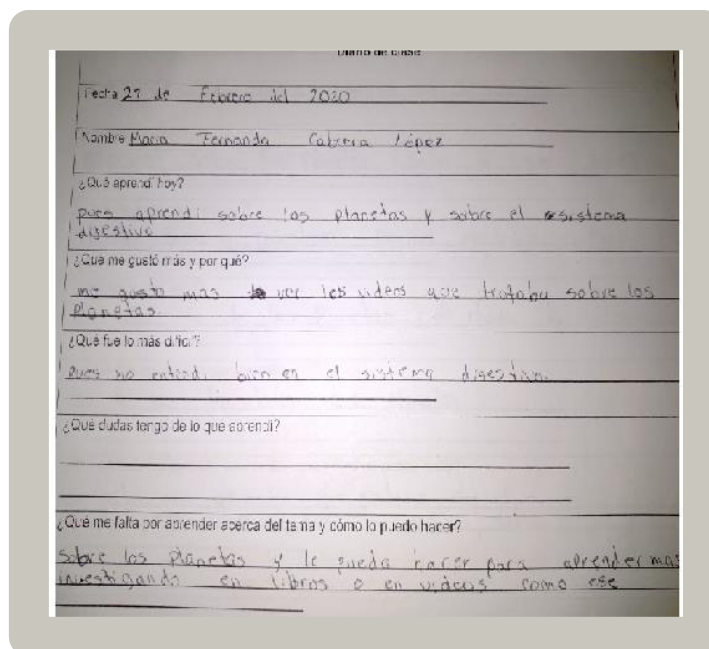 Diario de clase
Fecha 27 de Febrero del 2020
Nombre Maria Fernanda Cabrera López
¿Qué aprendí hoy?
pues aprendi sobre los planetas y sobre el sistema
digestivo
¿Qué me gustó más y por qué?
me gusto mas ver los videos que trataba sobre los
Planetas
¿Qué fue lo más difícil?
pues no entendi bien en el sistema digestivo.
¿Qué dudas tengo de lo que aprendí?
¿Qué me falta por aprender acerca del tema y cómo lo puedo hacer?
Sobre los planetas y lo puedo hacer para aprender mas
investigando en libros o en videos como ese